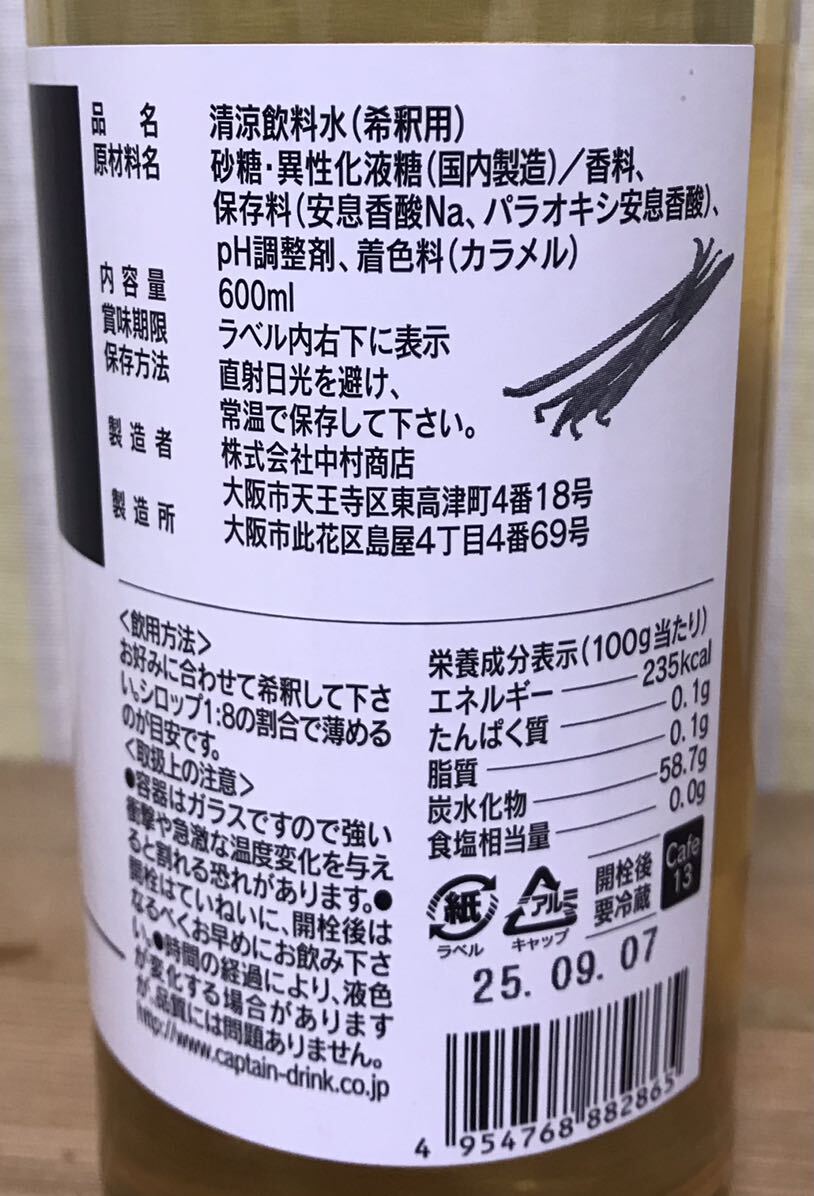 品名 清涼飲料水(希釈用)
原材料名 砂糖・異性化液糖(国内製造)/香料、
保存料(安息香酸Na、パラオキシ安息香酸)、
pH調整剤、着色料(カラメル)
内容量 600ml
賞味期限 ラベル内右下に表示
保存方法 直射日光を避け、
常温で保存して下さい。
製造者 株式会社中村商店
大阪市天王寺区東高津町4番18号
製造所 大阪市此花区島屋4丁目4番69号
<飲用方法>
お好みに合わせて希釈して下さ
い。シロップ1:8の割合で薄める
のが目安です。
<取扱上の注意>
●容器はガラスですので強い
衝撃や急激な温度変化を与え
ると割れる恐れがあります。●
開栓はていねいに、開栓後は
なるべくお早めにお飲み下さ
い。●時間の経過により、液色
が変化する場合があります
が、品質には問題ありません。
http://www.captain-drink.co.jp
栄養成分表示(100g当たり)
エネルギー 235kcal
たんぱく質 0.1g
脂質 0.1g
炭水化物 58.7g
食塩相当量 0.0g
紙
ラベル
アルミ
キャップ
開栓後
要冷蔵
Cafe
13
25. 09. 07
4 954768 882865